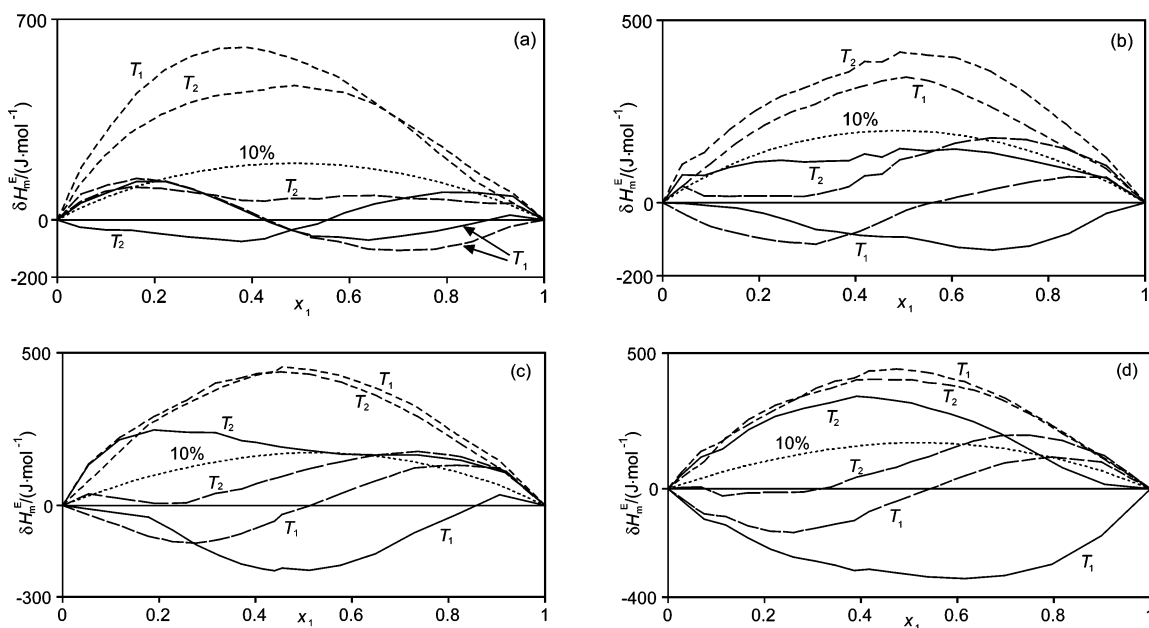 700
(a)
T1
T2
δHmE/(J·mol−1)
10%
T2
0
T2
T1
-200
0
0.2
0.4
0.6
0.8
1
x1
500
(b)
T2
T1
δHmE/(J·mol−1)
10%
T2
0
T1
-200
0
0.2
0.4
0.6
0.8
1
x1
500
(c)
T1
T2
T2
δHmE/(J·mol−1)
10%
T2
0
T1
T1
-300
0
0.2
0.4
0.6
0.8
1
x1
500
(d)
T1
T2
T2
δHmE/(J·mol−1)
10%
T2
0
T1
T1
-400
0
0.2
0.4
0.6
0.8
1
x1